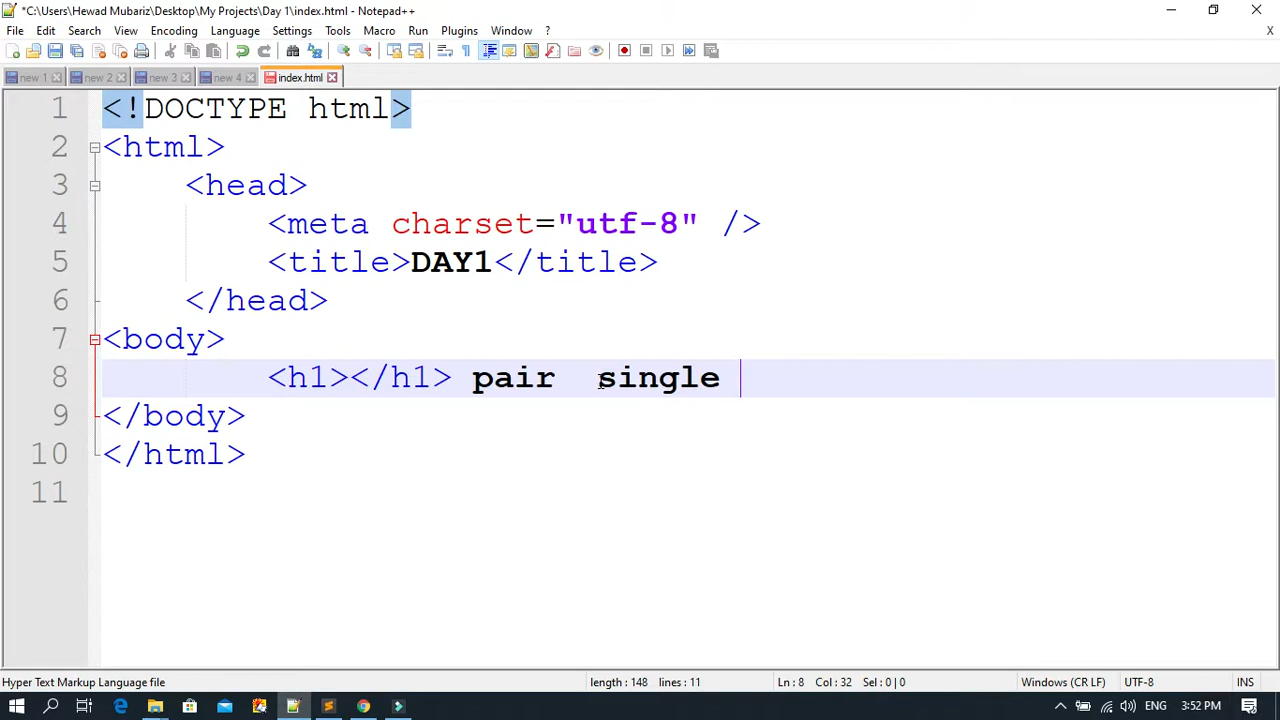 *C:\Users\Hewad Mubariz\Desktop\My Projects\Day 1\index.html - Notepad++
File Edit Search View Encoding Language Settings Tools Macro Run Plugins Window ? X
new 1 new 2 new 3 new 4 index.html
1 <!DOCTYPE html>
2 <html>
3 <head>
4 <meta charset="utf-8" />
5 <title>DAY1</title>
6 </head>
7 <body>
8 <h1></h1> pair single
9 </body>
10 </html>
11
Hyper Text Markup Language file length : 148 lines : 11 Ln : 8 Col : 32 Sel : 0 | 0 Windows (CR LF) UTF-8 INS
ENG 3:52 PM